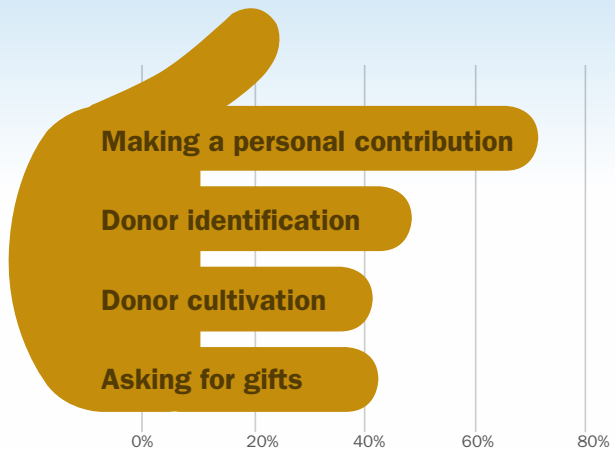 Making a personal contribution
Donor identification
Donor cultivation
Asking for gifts
0% 20% 40% 60% 80%